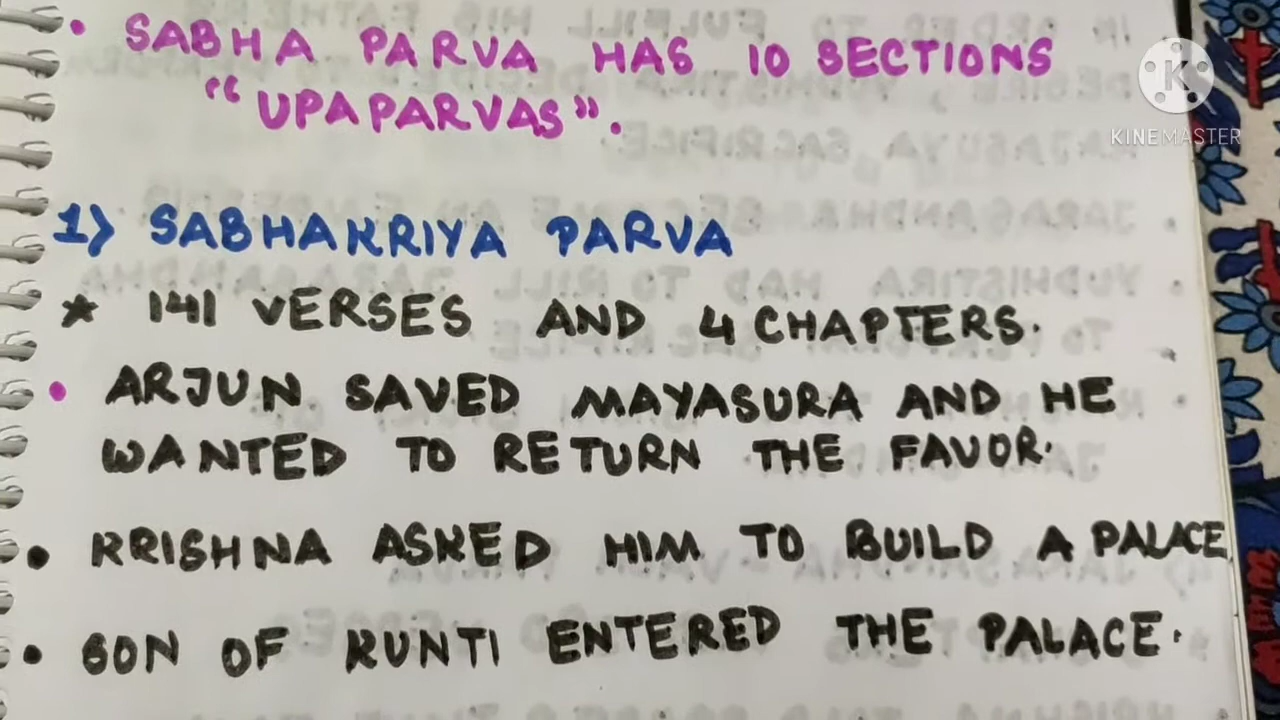 • SABHA PARVA HAS 10 SECTIONS
"UPAPARVAS".
KINEMASTER
1) SABHAKRIYA PARVA
★ 141 VERSES AND 4 CHAPTERS.
• ARJUN SAVED MAYASURA AND HE
WANTED TO RETURN THE FAVOR.
• KRISHNA ASKED HIM TO BUILD A PALACE.
• SON OF KUNTI ENTERED THE PALACE.